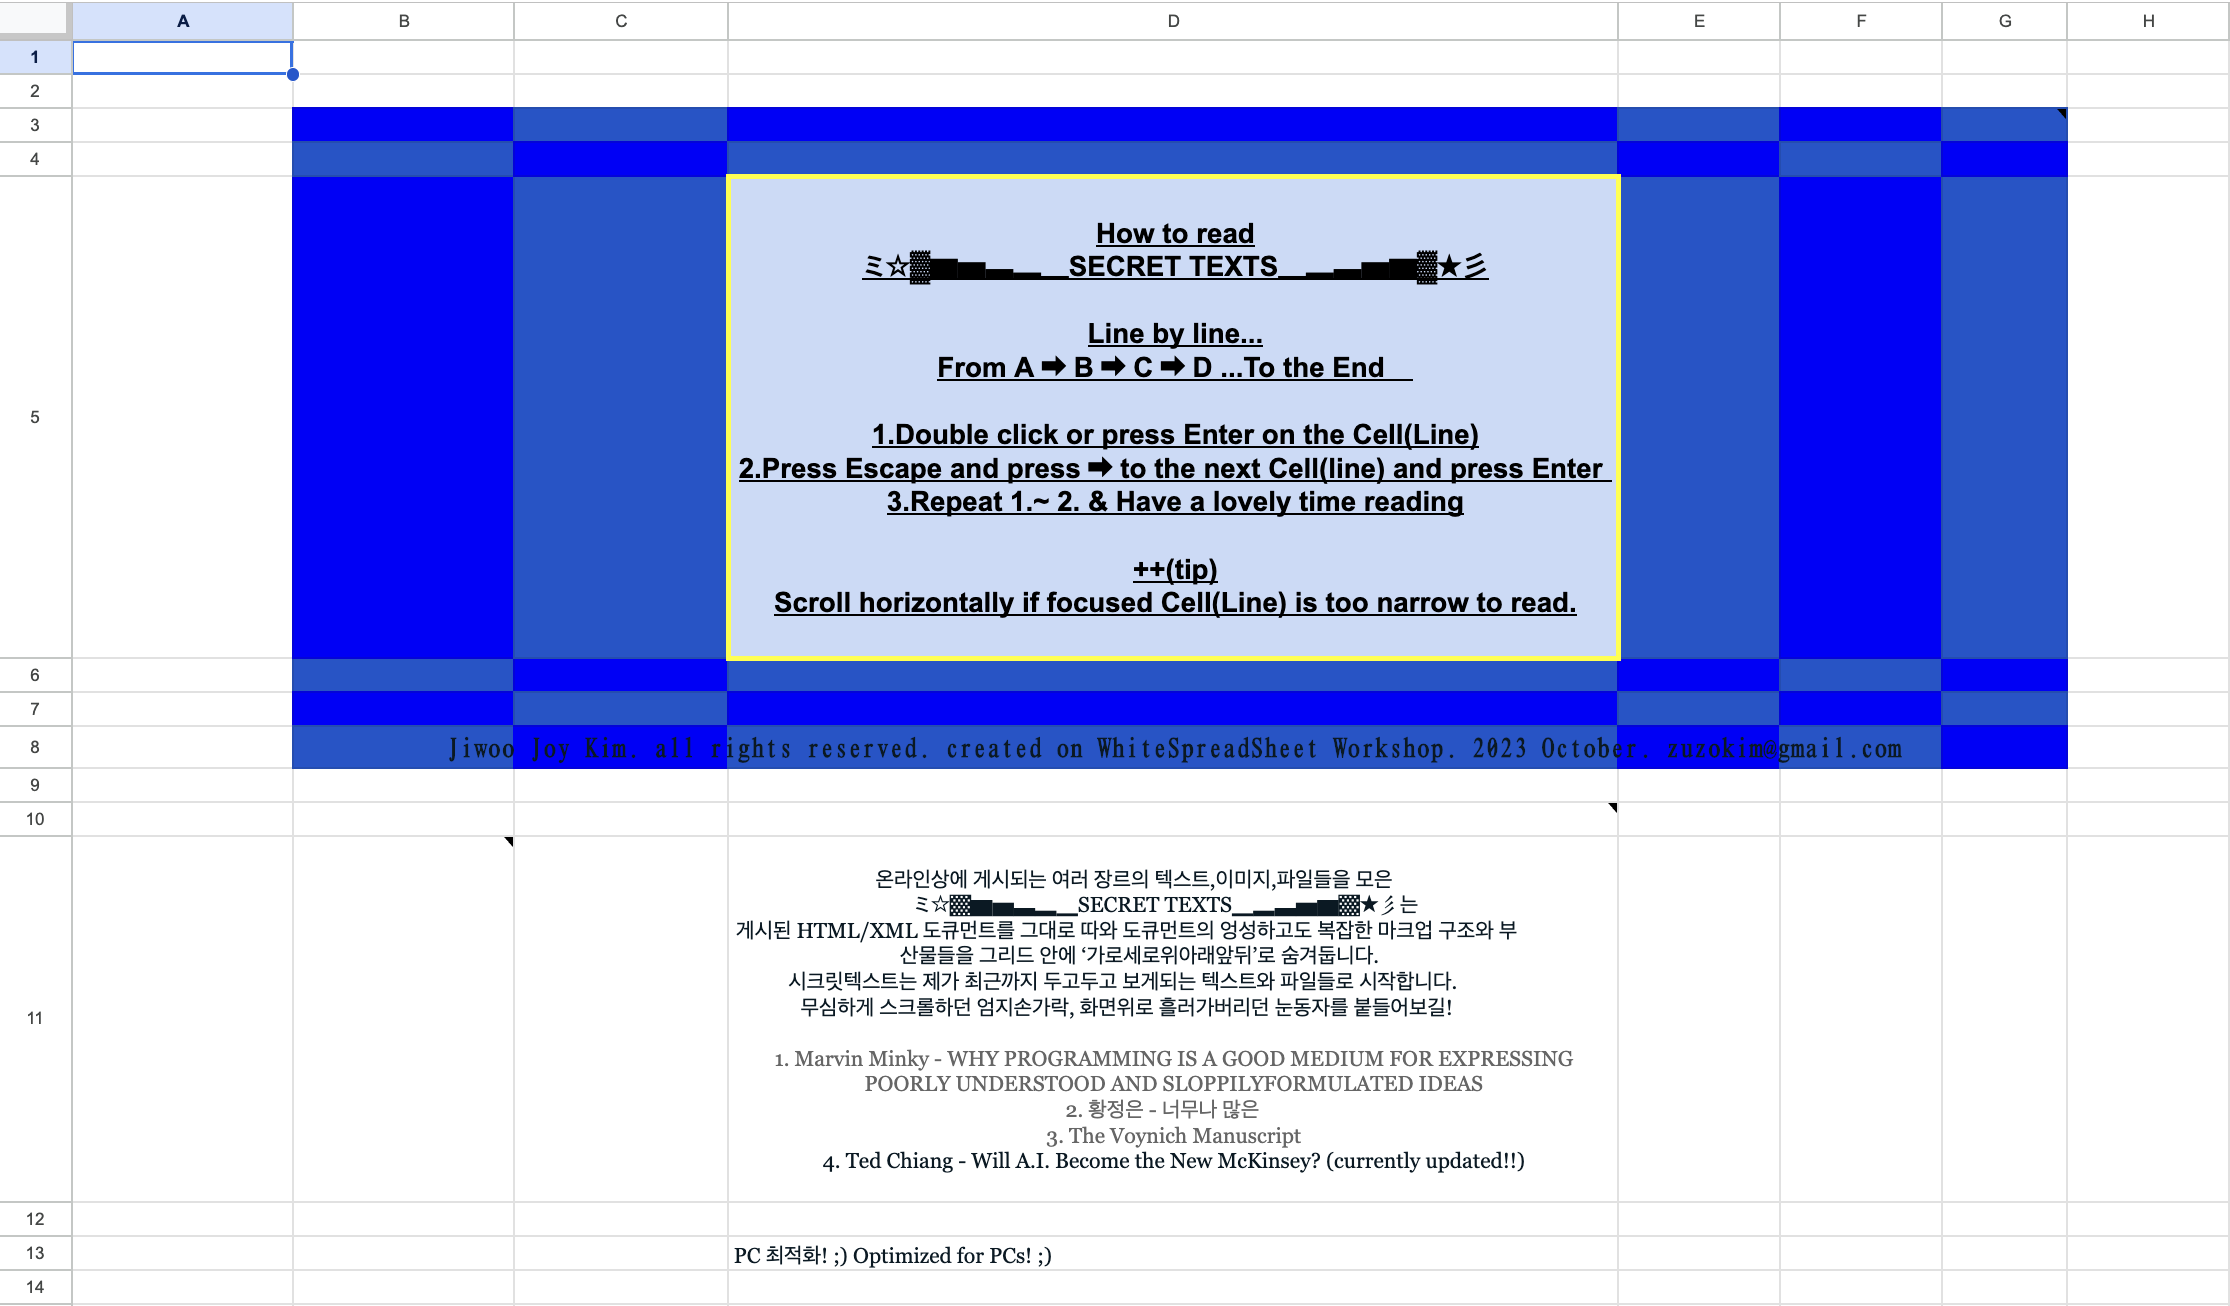 A B C D E F G H
1
2
3
4
5
How to read
ミ☆▓▅▄▃▂▁▁SECRET TEXTS▁▂▃▄▅▓★彡
Line by line...
From A ➡ B ➡ C ➡ D ...To the End
1.Double click or press Enter on the Cell(Line)
2.Press Escape and press ➡ to the next Cell(line) and press Enter
3.Repeat 1.~ 2. & Have a lovely time reading
++(tip)
Scroll horizontally if focused Cell(Line) is too narrow to read.
6
7
8 Jiwoo Joy Kim. all rights reserved. created on WhiteSpreadSheet Workshop. 2023 October. zuzokim@gmail.com
9
10
11
온라인상에 게시되는 여러 장르의 텍스트,이미지,파일들을 모은
ミ☆▓▅▄▃▂▁SECRET TEXTS▁▂▃▄▅▓★彡는
게시된 HTML/XML 도큐먼트를 그대로 따와 도큐먼트의 엉성하고도 복잡한 마크업 구조와 부
산물들을 그리드 안에 ‘가로세로위아래앞뒤’로 숨겨둡니다.
시크릿텍스트는 제가 최근까지 두고두고 보게되는 텍스트와 파일들로 시작합니다.
무심하게 스크롤하던 엄지손가락, 화면위로 흘러가버리던 눈동자를 붙들어보길!
1. Marvin Minky - WHY PROGRAMMING IS A GOOD MEDIUM FOR EXPRESSING
POORLY UNDERSTOOD AND SLOPPILYFORMULATED IDEAS
2. 황정은 - 너무나 많은
3. The Voynich Manuscript
4. Ted Chiang - Will A.I. Become the New McKinsey? (currently updated!!)
12
13 PC 최적화! ;) Optimized for PCs! ;)
14